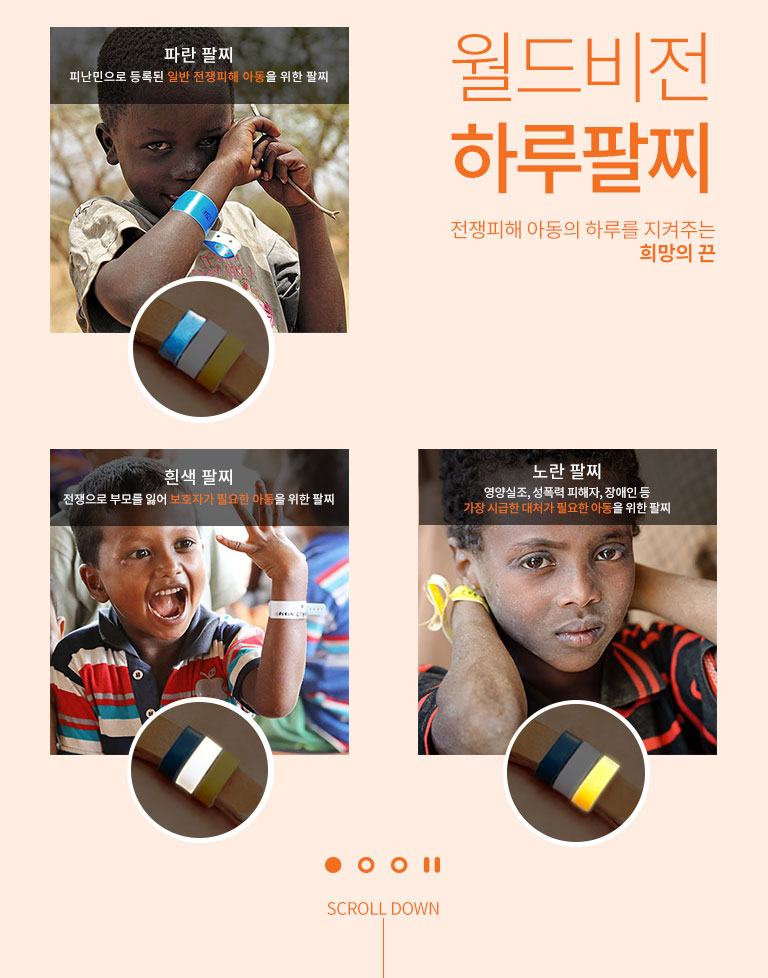 파란 팔찌
피난민으로 등록된 일반 전쟁피해 아동을 위한 팔찌
월드비전
하루팔찌
전쟁피해 아동의 하루를 지켜주는
희망의 끈
흰색 팔찌
전쟁으로 부모를 잃어 보호자가 필요한 아동을 위한 팔찌
노란 팔찌
영양실조, 성폭력 피해자, 장애인 등
가장 시급한 대처가 필요한 아동을 위한 팔찌
SCROLL DOWN